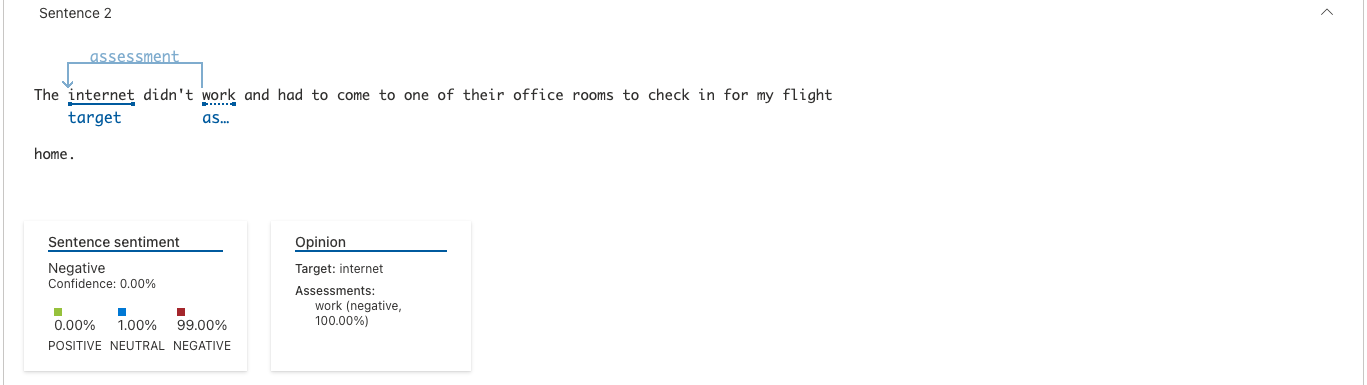 Sentence 2
assessment
The internet didn't work and had to come to one of their office rooms to check in for my flight
target as…
home.
Sentence sentiment
Negative
Confidence: 0.00%
0.00% 1.00% 99.00%
POSITIVE NEUTRAL NEGATIVE
Opinion
Target: internet
Assessments:
work (negative,
100.00%)